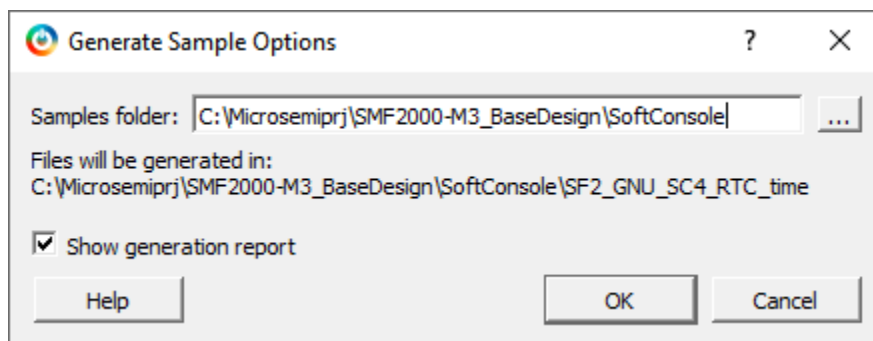 Generate Sample Options
? X
Samples folder: C:\Microsemiprj\SMF2000-M3_BaseDesign\SoftConsole
...
Files will be generated in:
C:\Microsemiprj\SMF2000-M3_BaseDesign\SoftConsole\SF2_GNU_SC4_RTC_time
Show generation report
Help OK Cancel